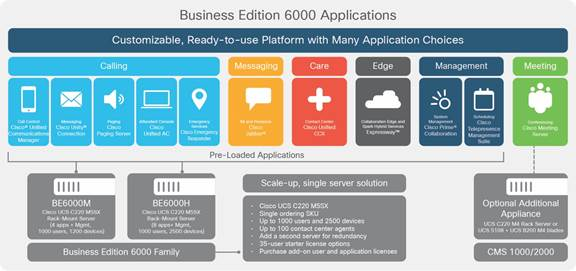 Business Edition 6000 Applications
Customizable, Ready-to-use Platform with Many Application Choices
Calling
Messaging
Care
Edge
Management
Meeting
Call Control
Cisco® Unified
Communications
Manager
Messaging
Cisco Unity®
Connection
Paging
Cisco
Paging Server
Attendant Console
Cisco
Unified AC
Emergency
Services
Cisco Emergency
Responder
IM and Presence
Cisco
Jabber®
Contact Center
Cisco Unified
CCX
Collaboration Edge and
Spark Hybrid Services
Expressway™
System
Management
Cisco Prime®
Collaboration
Scheduling
Cisco
Telepresence
Management
Suite
Conferencing
Cisco Meeting
Server
Pre-Loaded Applications
BE6000M
Cisco UCS C220 M5SX
Rack-Mount Server
(4 apps + Mgmt,
1000 users, 1200 devices)
BE6000H
Cisco UCS C220 M5SX
Rack-Mount Server
(8 apps+ Mgmt,
1000 users, 2500 devices)
Business Edition 6000 Family
Scale-up, single server solution
- Cisco UCS C220 M5SX
- Single ordering SKU
- Up to 1000 users and 2500 devices
- Up to 100 contact center agents
- Add a second server for redundancy
- 35-user starter license options
- Purchase add-on user and application licenses
Optional Additional
Appliance
UCS C220 M4 Rack Server or
UCS 5108 + UCS B200 M4 blades
CMS 1000/2000